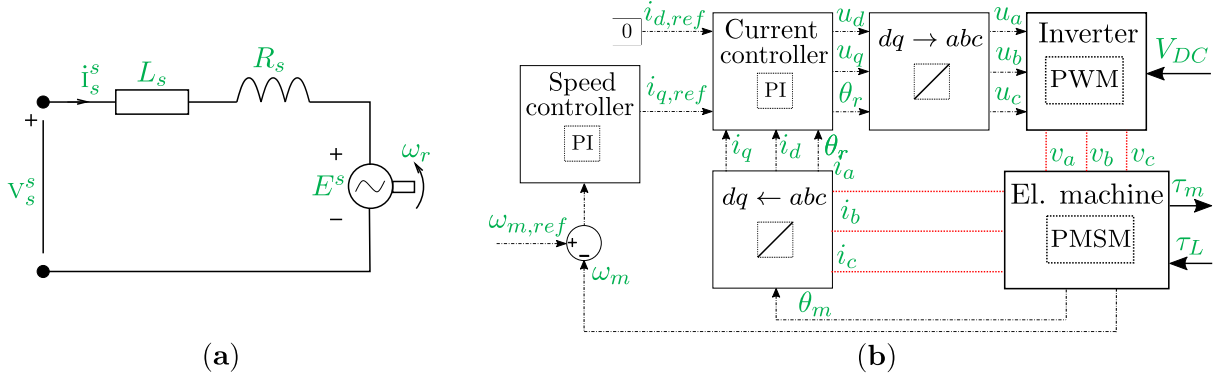 i_s^s
L_s
R_s
+
v_s^s
+
E^s
−
ω_r
(a)
0
i_{d,ref}
Speed
controller
PI
i_{q,ref}
ω_{m,ref}
+
−
ω_m
Current
controller
PI
u_d
u_q
θ_r
i_q
i_d
θ_r
dq → abc
u_a
u_b
u_c
Inverter
PWM
V_{DC}
v_a
v_b
v_c
dq ← abc
i_a
i_b
i_c
θ_m
El. machine
PMSM
τ_m
τ_L
(b)